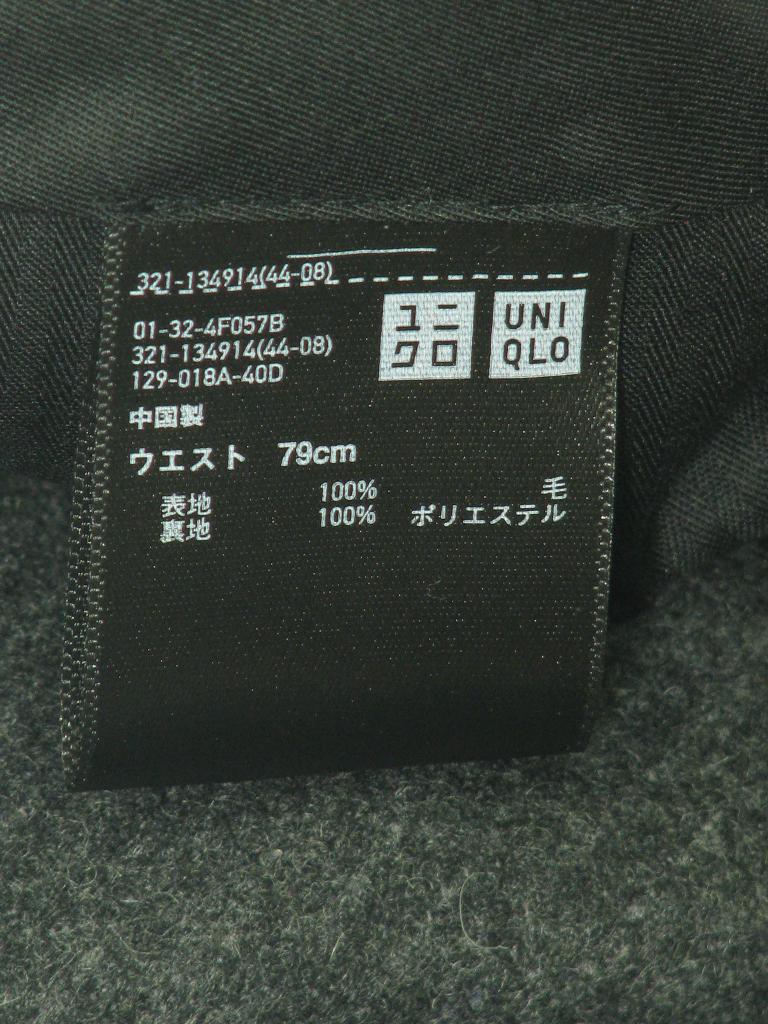 321-134914(44-08)
01-32-4F057B
321-134914(44-08)
129-018A-40D
ユニ
クロ
UNI
QLO
中国製
ウエスト 79cm
表地 100% 毛
裏地 100% ポリエステル